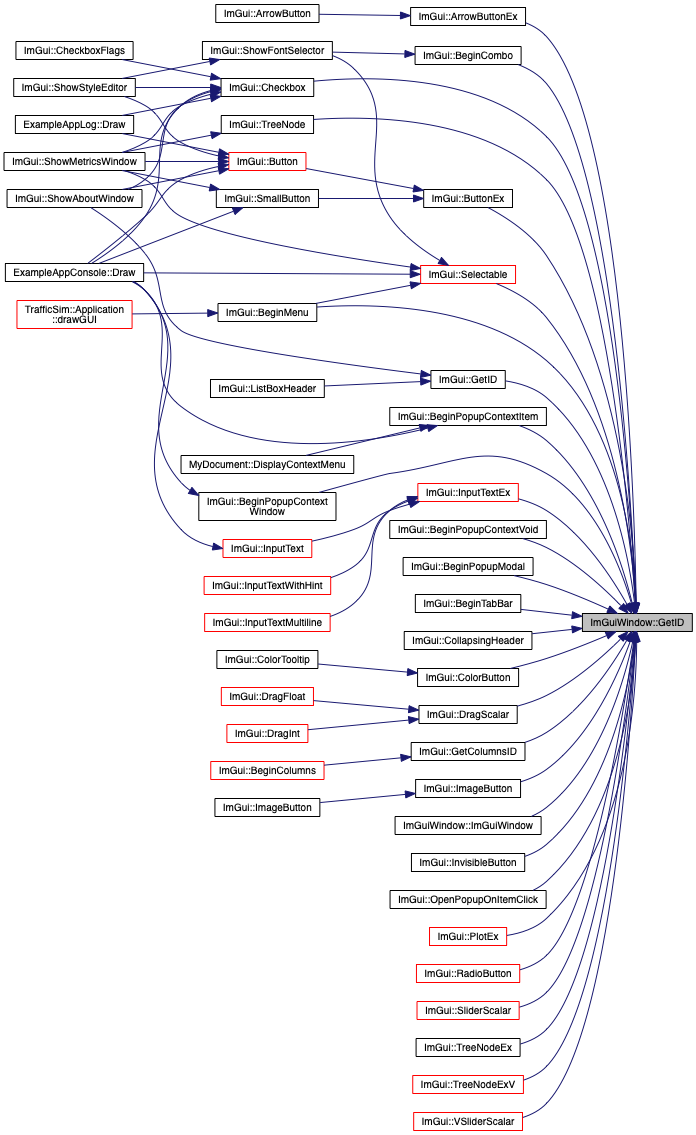 ImGui::ArrowButton
ImGui::ArrowButtonEx
ImGui::CheckboxFlags
ImGui::ShowFontSelector
ImGui::BeginCombo
ImGui::ShowStyleEditor
ImGui::Checkbox
ExampleAppLog::Draw
ImGui::TreeNode
ImGui::ShowMetricsWindow
ImGui::Button
ImGui::ShowAboutWindow
ImGui::SmallButton
ImGui::ButtonEx
ExampleAppConsole::Draw
ImGui::Selectable
TrafficSim::Application
::drawGUI
ImGui::BeginMenu
ImGui::GetID
ImGui::ListBoxHeader
ImGui::BeginPopupContextItem
MyDocument::DisplayContextMenu
ImGui::InputTextEx
ImGui::BeginPopupContext
Window
ImGui::BeginPopupContextVoid
ImGui::InputText
ImGui::BeginPopupModal
ImGui::InputTextWithHint
ImGui::BeginTabBar
ImGui::InputTextMultiline
ImGuiWindow::GetID
ImGui::CollapsingHeader
ImGui::ColorTooltip
ImGui::ColorButton
ImGui::DragFloat
ImGui::DragScalar
ImGui::DragInt
ImGui::GetColumnsID
ImGui::BeginColumns
ImGui::ImageButton
ImGui::ImageButton
ImGuiWindow::ImGuiWindow
ImGui::InvisibleButton
ImGui::OpenPopupOnItemClick
ImGui::PlotEx
ImGui::RadioButton
ImGui::SliderScalar
ImGui::TreeNodeEx
ImGui::TreeNodeExV
ImGui::VSliderScalar